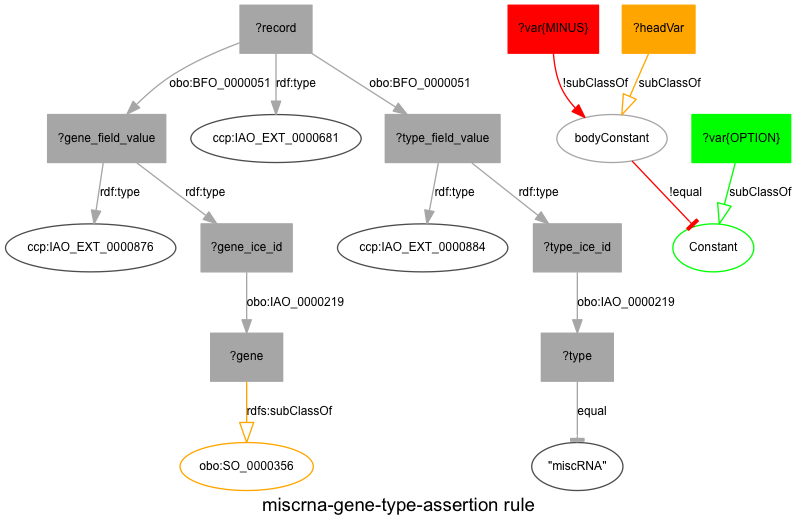 ?record
?var{MINUS}
?headVar
obo:BFO_0000051
rdf:type
obo:BFO_0000051
!subClassOf
subClassOf
?gene_field_value
ccp:IAO_EXT_0000681
?type_field_value
bodyConstant
?var{OPTION}
rdf:type
rdf:type
rdf:type
rdf:type
!equal
subClassOf
ccp:IAO_EXT_0000876
?gene_ice_id
ccp:IAO_EXT_0000884
?type_ice_id
Constant
obo:IAO_0000219
obo:IAO_0000219
?gene
?type
rdfs:subClassOf
equal
obo:SO_0000356
"miscRNA"
miscrna-gene-type-assertion rule